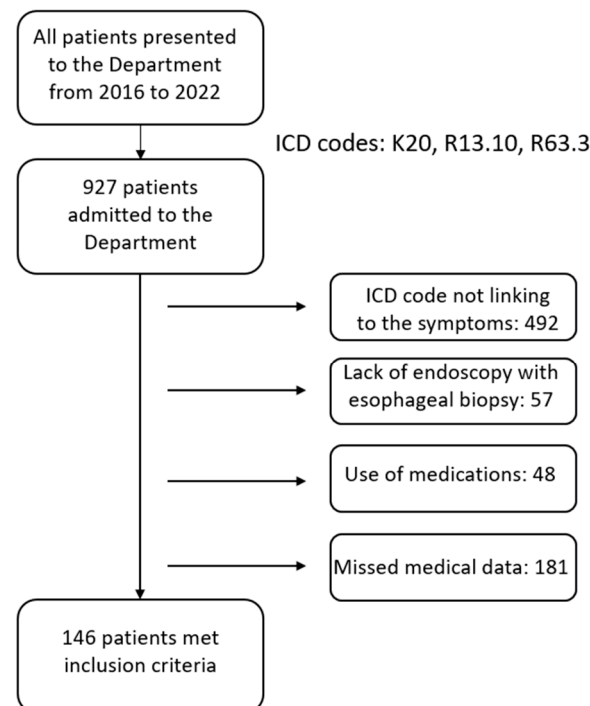 All patients presented
to the Department
from 2016 to 2022
ICD codes: K20, R13.10, R63.3
927 patients
admitted to the
Department
ICD code not linking
to the symptoms: 492
Lack of endoscopy with
esophageal biopsy: 57
Use of medications: 48
Missed medical data: 181
146 patients met
inclusion criteria